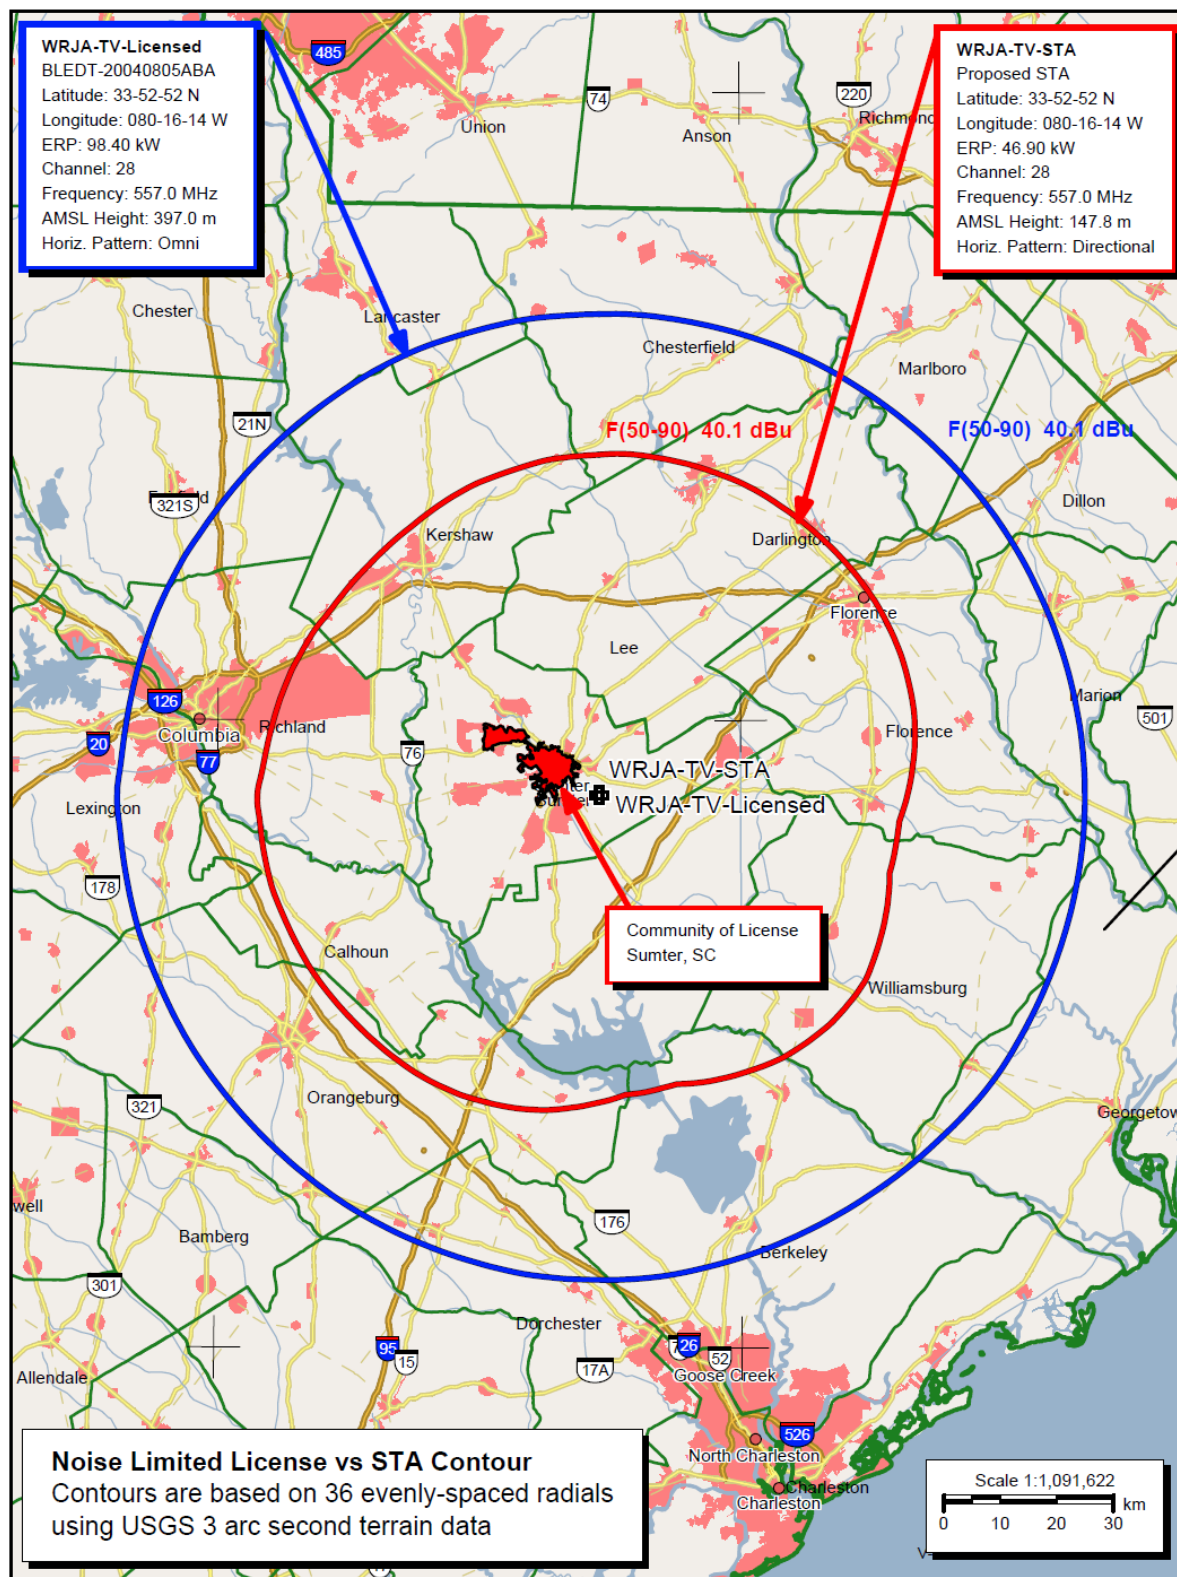 WRJA-TV-Licensed
BLEDT-20040805ABA
Latitude: 33-52-52 N
Longitude: 080-16-14 W
ERP: 98.40 kW
Channel: 28
Frequency: 557.0 MHz
AMSL Height: 397.0 m
Horiz. Pattern: Omni
WRJA-TV-STA
Proposed STA
Latitude: 33-52-52 N
Longitude: 080-16-14 W
ERP: 46.90 kW
Channel: 28
Frequency: 557.0 MHz
AMSL Height: 147.8 m
Horiz. Pattern: Directional
485
74
220
Union
Anson
Chester
Lancaster
Chesterfield
Marlboro
21N
F(50-90) 40.1 dBu
F(50-90) 40.1 dBu
321S
Dillon
Kershaw
Darlington
Florence
Lee
126
Marion
501
Columbia
Richland
20
77
76
Florence
WRJA-TV-STA
WRJA-TV-Licensed
Lexington
178
Community of License
Sumter, SC
Calhoun
Williamsburg
321
Orangeburg
176
Bamberg
Berkeley
301
Dorchester
95
15
26
52
17A
Goose Creek
Allendale
526
North Charleston
Charleston
Charleston
Noise Limited License vs STA Contour
Contours are based on 36 evenly-spaced radials
using USGS 3 arc second terrain data
Scale 1:1,091,622
0 10 20 30 km